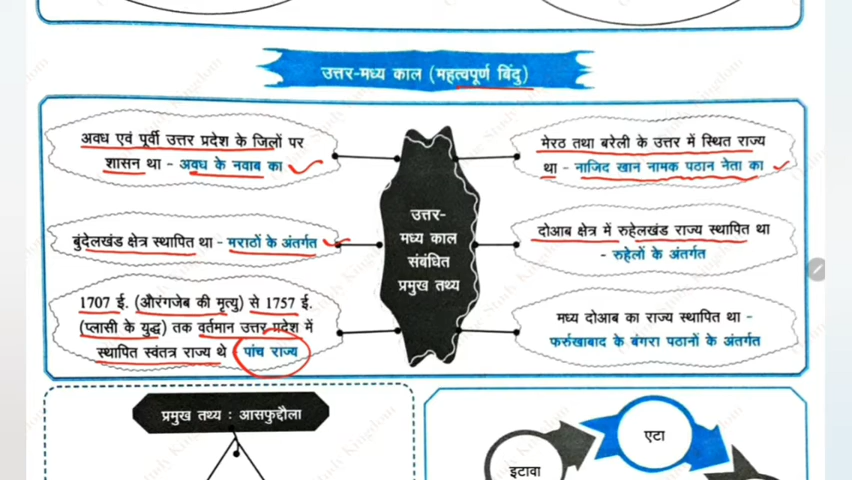 उत्तर-मध्य काल (महत्वपूर्ण बिंदु)
अवध एवं पूर्वी उत्तर प्रदेश के जिलों पर
शासन था - अवध के नवाब का
बुंदेलखंड क्षेत्र स्थापित था - मराठों के अंतर्गत
1707 ई. (औरंगजेब की मृत्यु) से 1757 ई.
(प्लासी के युद्ध) तक वर्तमान उत्तर प्रदेश में
स्थापित स्वंतत्र राज्य थे पांच राज्य
उत्तर-
मध्य काल
संबंधित
प्रमुख तथ्य
मेरठ तथा बरेली के उत्तर में स्थित राज्य
था - नाजिद खान नामक पठान नेता का
दोआब क्षेत्र में रुहेलखंड राज्य स्थापित था
- रुहेलों के अंतर्गत
मध्य दोआब का राज्य स्थापित था -
फर्रुखाबाद के बंगरा पठानों के अंतर्गत
प्रमुख तथ्य : आसफुद्दौला
इटावा
एटा